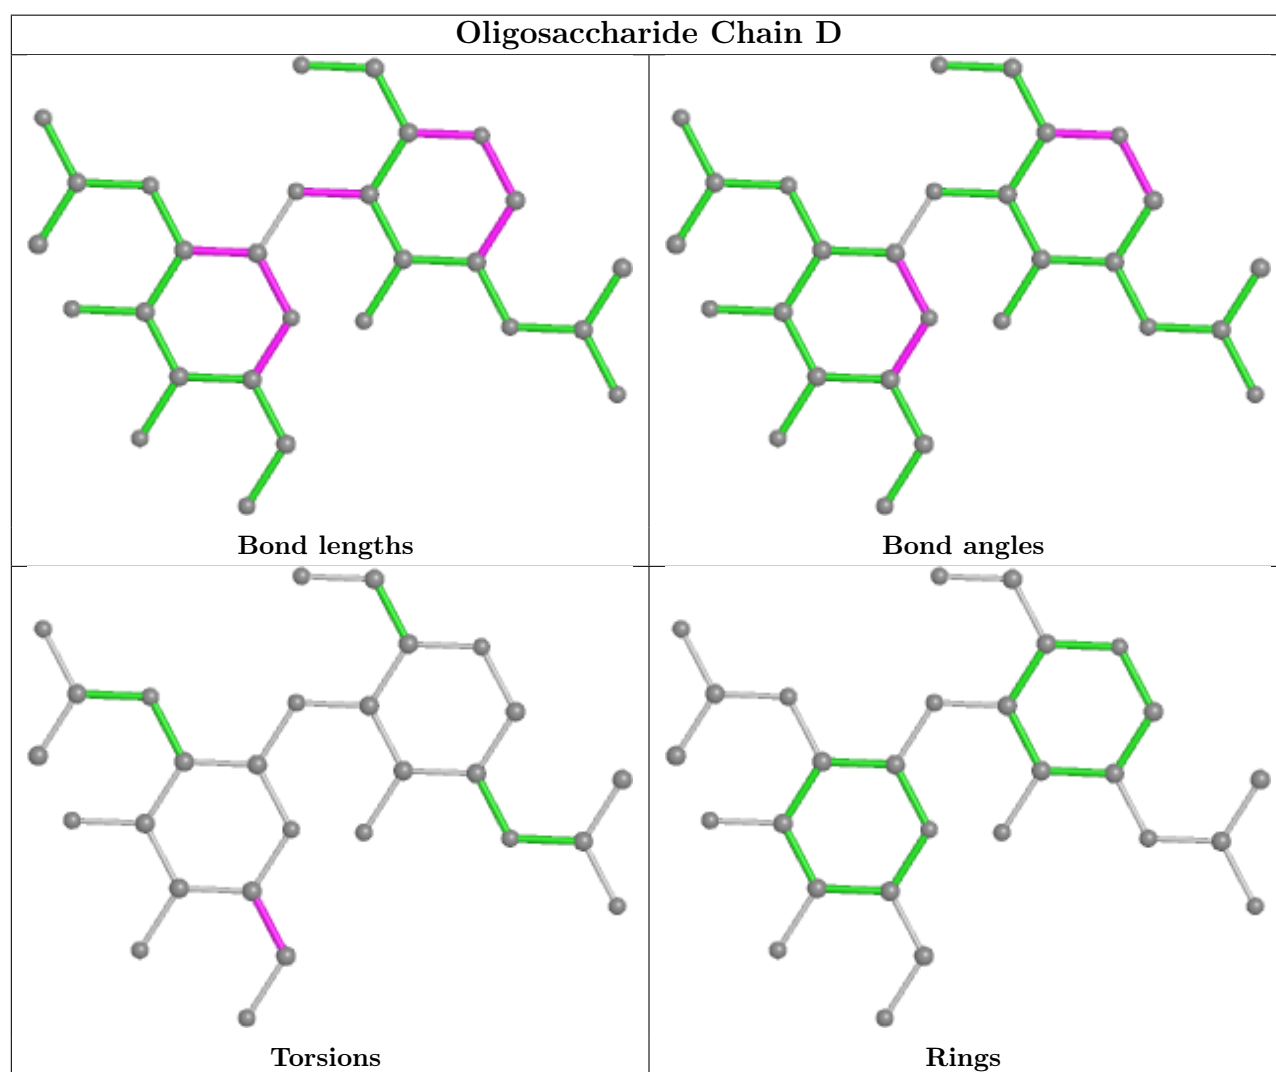 Oligosaccharide Chain D
Bond lengths
Bond angles
Torsions
Rings